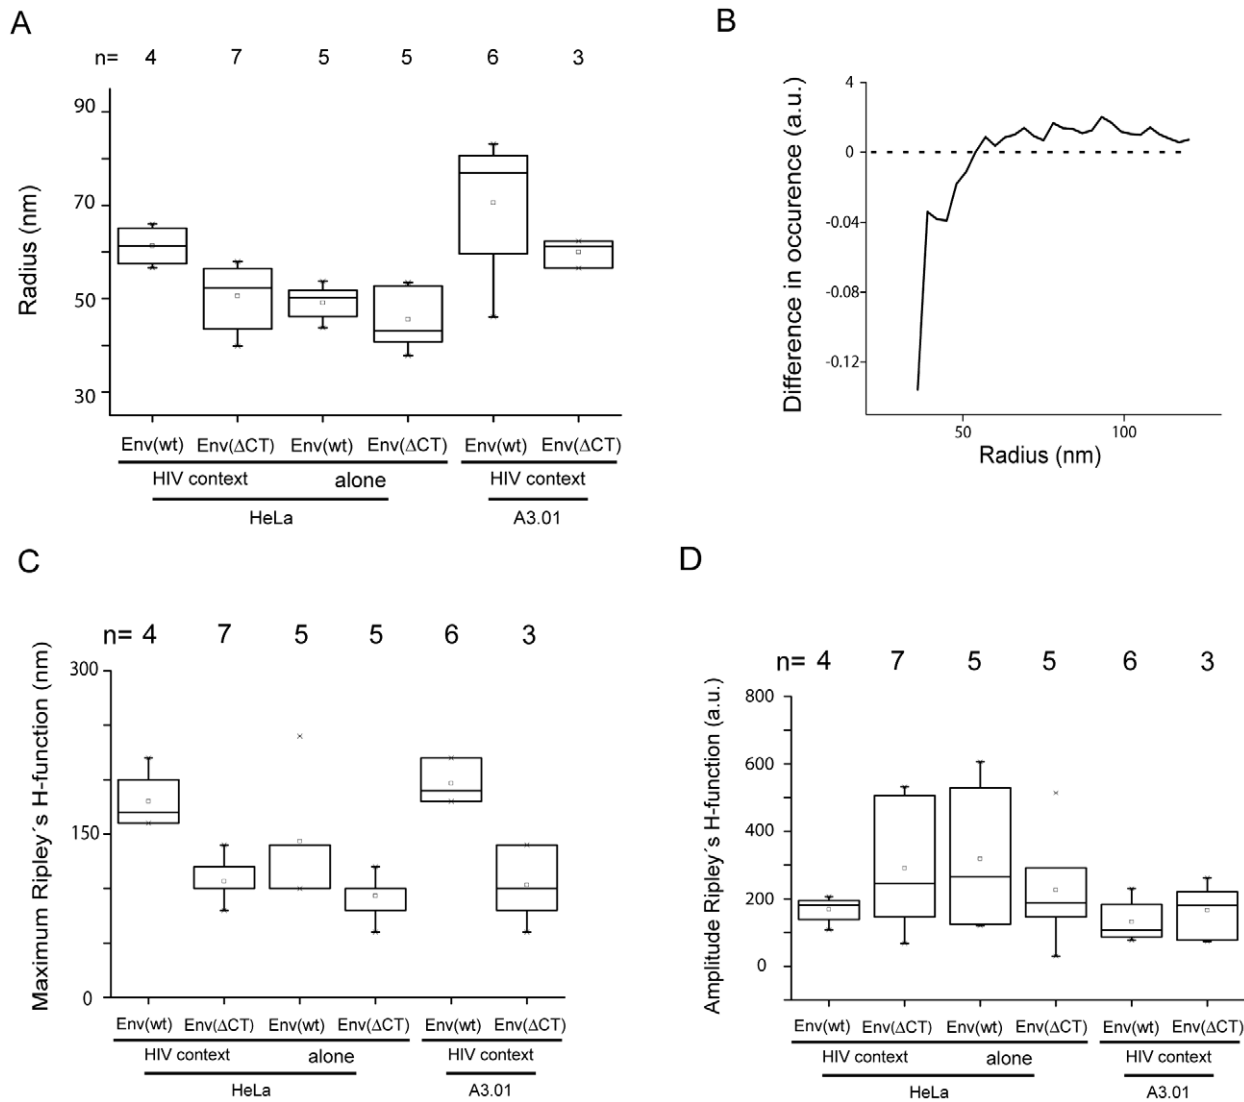 A
n= 4 7 5 5 6 3
90
70
50
30
Radius (nm)
Env(wt) Env(ΔCT) Env(wt) Env(ΔCT) Env(wt) Env(ΔCT)
HIV context alone HIV context
HeLa A3.01
B
4
0
-0.04
-0.08
-0.12
Difference in occurence (a.u.)
50 100
Radius (nm)
C
n= 4 7 5 5 6 3
300
150
0
Maximum Ripley´s H-function (nm)
Env(wt) Env(ΔCT) Env(wt) Env(ΔCT) Env(wt) Env(ΔCT)
HIV context alone HIV context
HeLa A3.01
D
n= 4 7 5 5 6 3
800
600
400
200
0
Amplitude Ripley´s H-function (a.u.)
Env(wt) Env(ΔCT) Env(wt) Env(ΔCT) Env(wt) Env(ΔCT)
HIV context alone HIV context
HeLa A3.01